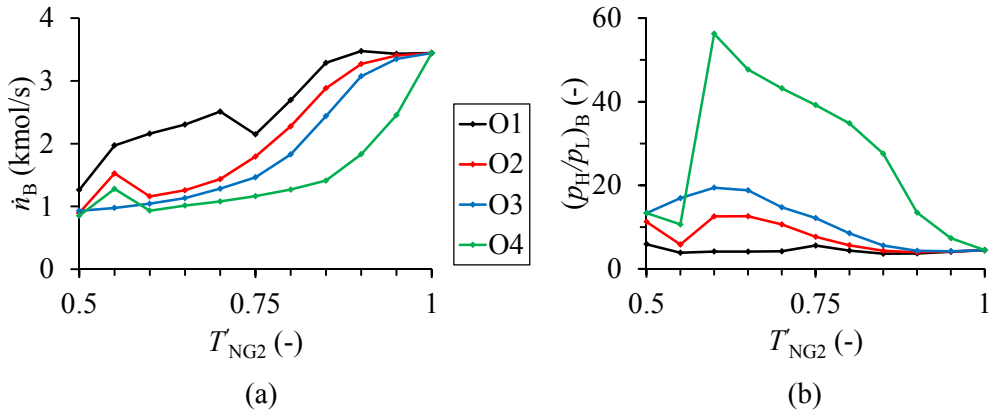 4
3
2
1
0
ṅB (kmol/s)
0.5
0.75
1
T′NG2 (-)
(a)
O1
O2
O3
O4
60
40
20
0
(pH/pL)B (-)
0.5
0.75
1
T′NG2 (-)
(b)